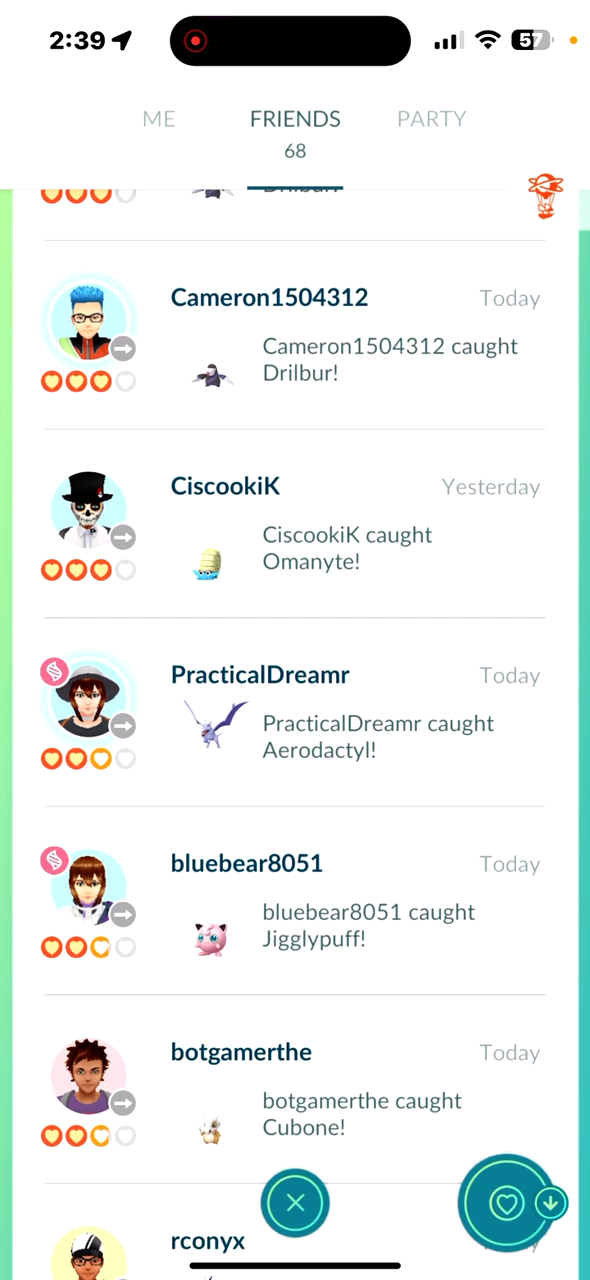 2:39
57
ME
FRIENDS
PARTY
68
Drilbur!
Cameron1504312
Today
Cameron1504312 caught
Drilbur!
CiscookiK
Yesterday
CiscookiK caught
Omanyte!
PracticalDreamr
Today
PracticalDreamr caught
Aerodactyl!
bluebear8051
Today
bluebear8051 caught
Jigglypuff!
botgamerthe
Today
botgamerthe caught
Cubone!
rconyx